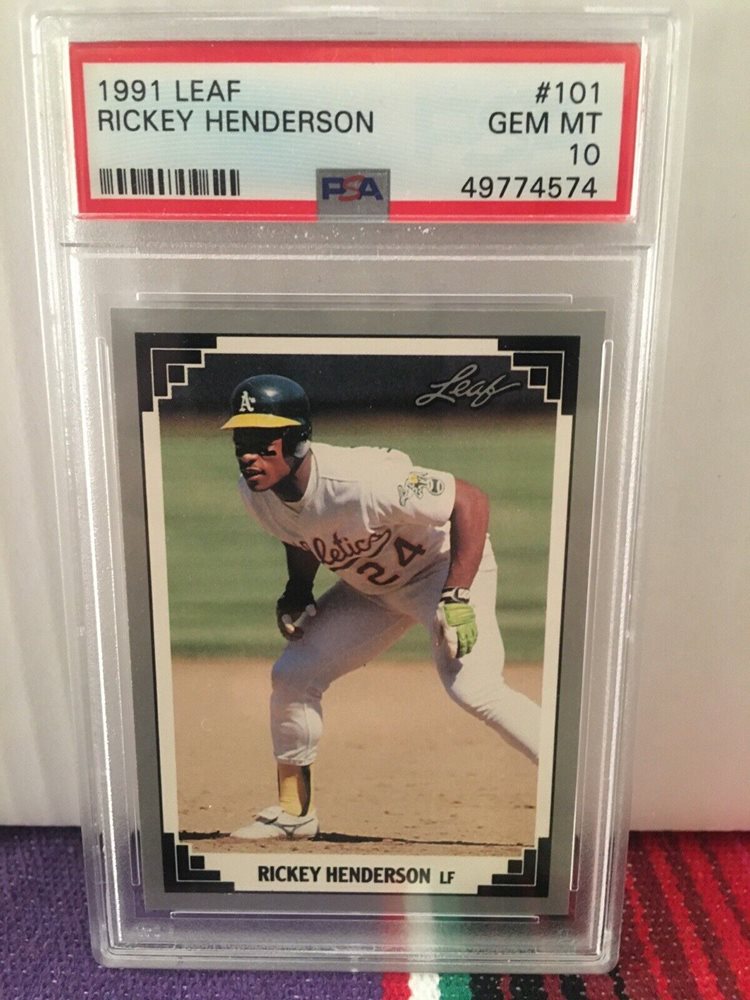 1991 LEAF #101
RICKEY HENDERSON GEM MT
10
PSA 49774574
Leaf
A's
Athletics
24
RICKEY HENDERSON LF